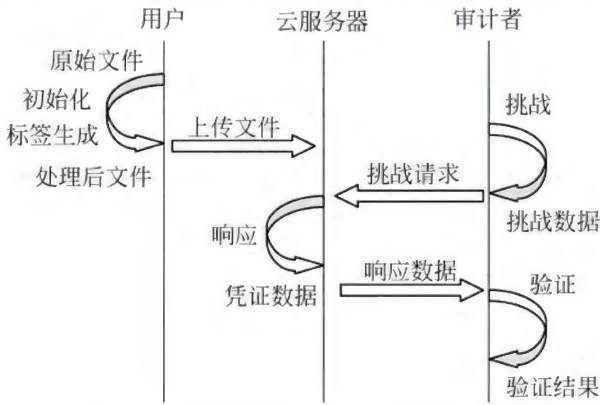 用户 云服务器 审计者
原始文件
初始化
标签生成
处理后文件
上传文件
挑战
挑战请求
挑战数据
响应
凭证数据
响应数据
验证
验证结果